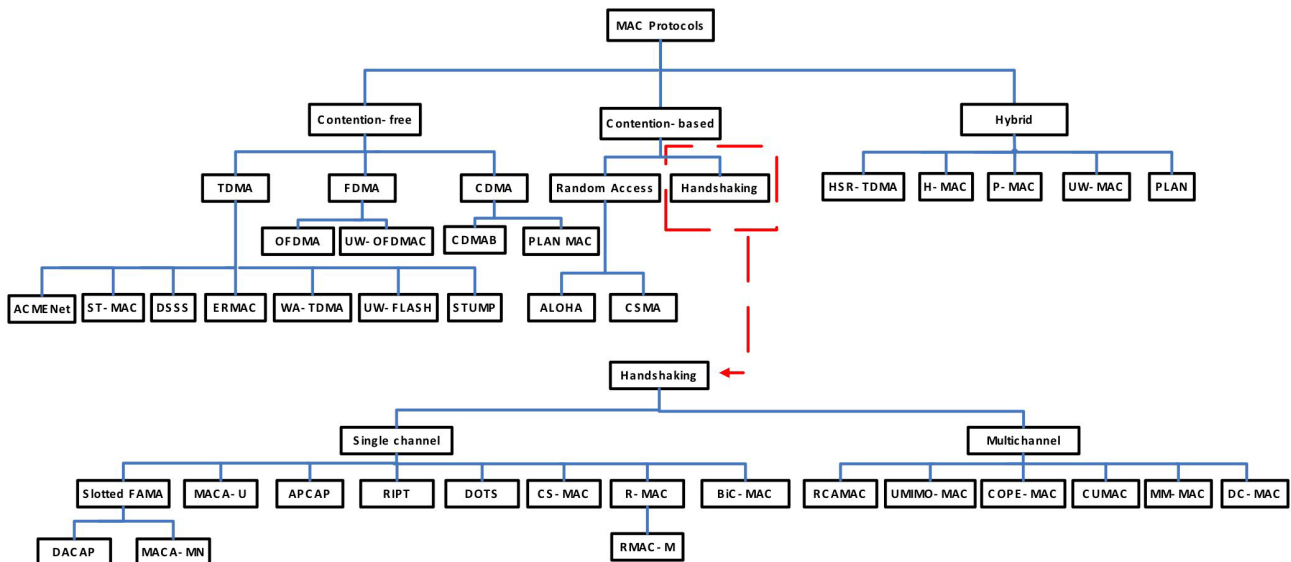 MAC Protocols
Contention- free
Contention- based
Hybrid
TDMA
FDMA
CDMA
Random Access
Handshaking
HSR- TDMA
H- MAC
P- MAC
UW- MAC
PLAN
OFDMA
UW- OFDMAC
CDMAB
PLAN MAC
ACMENet
ST- MAC
DSSS
ERMAC
WA- TDMA
UW- FLASH
STUMP
ALOHA
CSMA
Handshaking
Single channel
Multichannel
Slotted FAMA
MACA- U
APCAP
RIPT
DOTS
CS- MAC
R- MAC
BiC- MAC
RCAMAC
UMIMO- MAC
COPE- MAC
CUMAC
MM- MAC
DC- MAC
DACAP
MACA- MN
RMAC- M